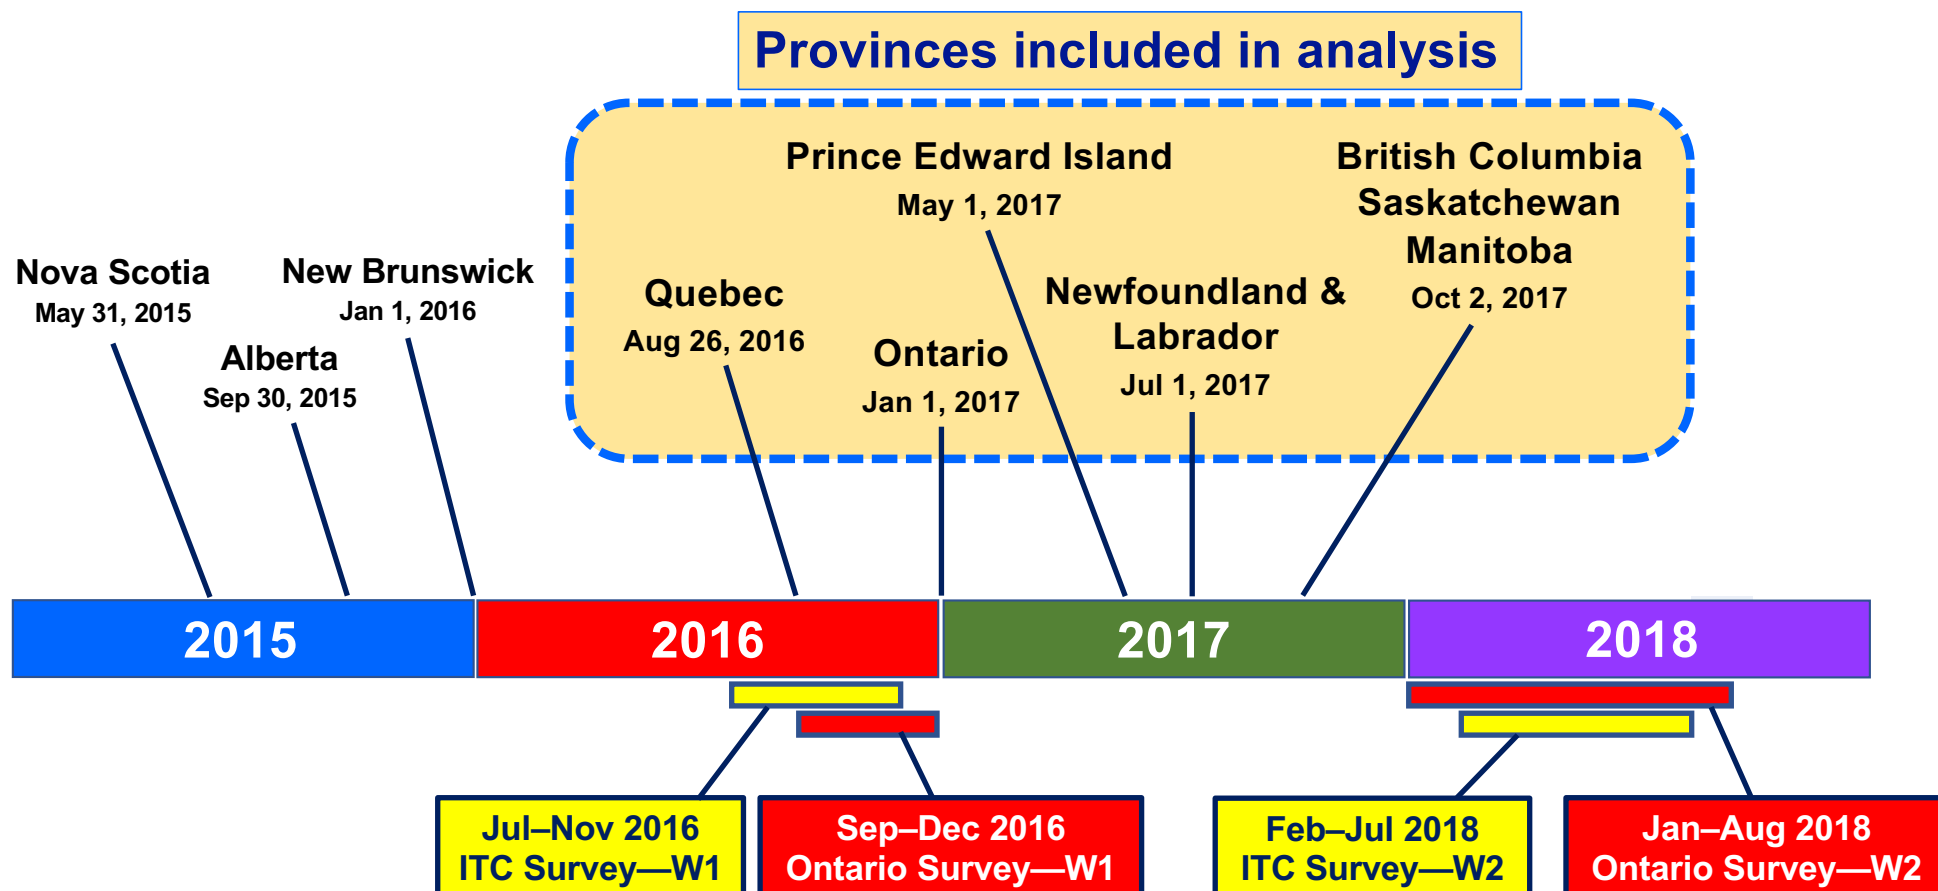 Provinces included in analysis
Prince Edward Island
May 1, 2017
British Columbia
Saskatchewan
Manitoba
Oct 2, 2017
Nova Scotia
May 31, 2015
New Brunswick
Jan 1, 2016
Alberta
Sep 30, 2015
Quebec
Aug 26, 2016
Ontario
Jan 1, 2017
Newfoundland &
Labrador
Jul 1, 2017
2015
2016
2017
2018
Jul–Nov 2016
ITC Survey—W1
Sep–Dec 2016
Ontario Survey—W1
Feb–Jul 2018
ITC Survey—W2
Jan–Aug 2018
Ontario Survey—W2